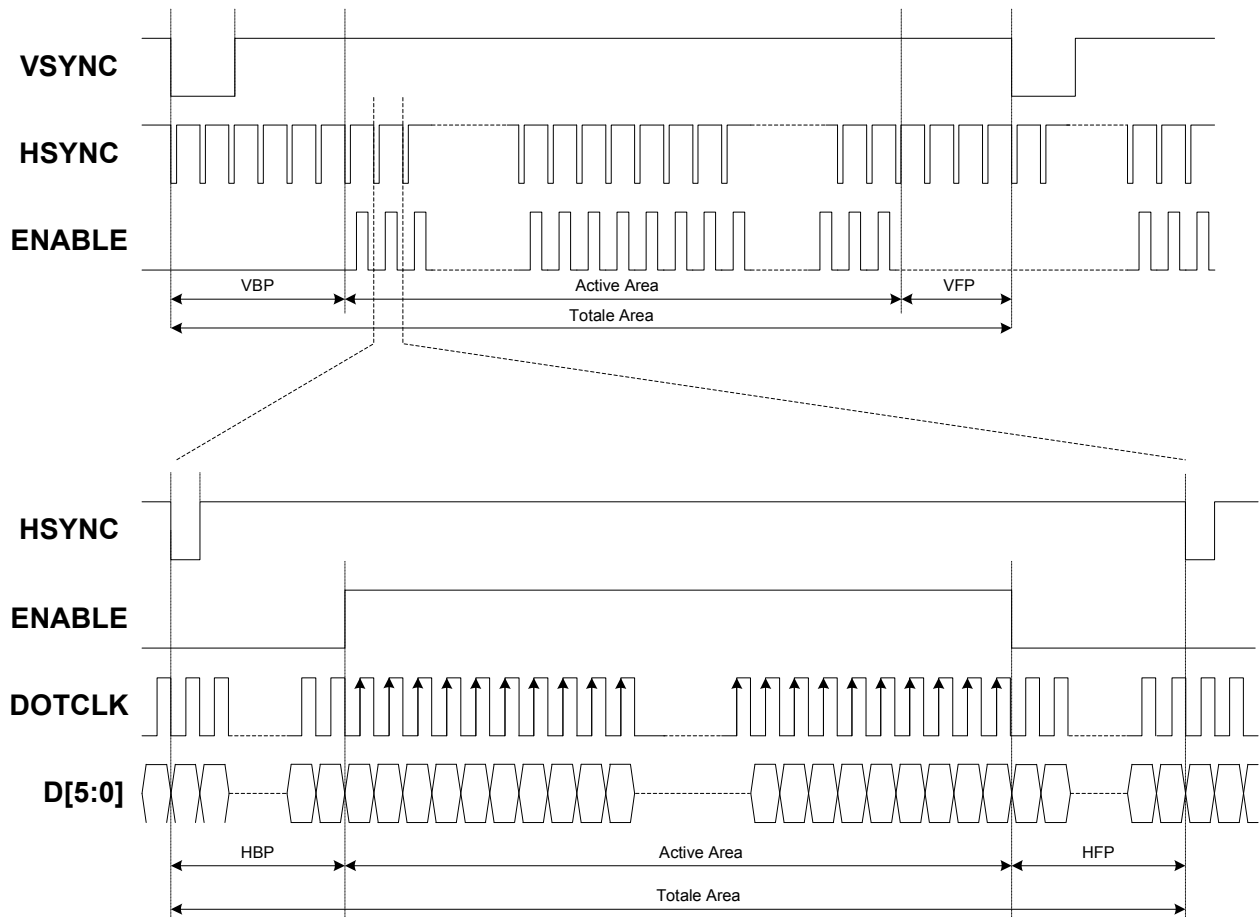 VSYNC
HSYNC
ENABLE
VBP
Active Area
VFP
Totale Area
HSYNC
ENABLE
DOTCLK
D[5:0]
HBP
Active Area
HFP
Totale Area